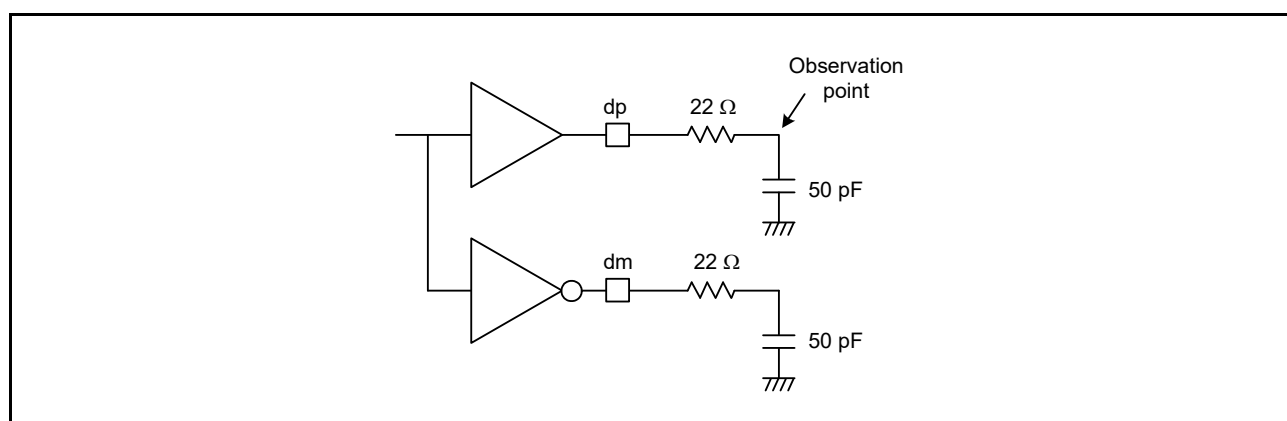 Observation
point
dp
22 Ω
50 pF
dm
22 Ω
50 pF